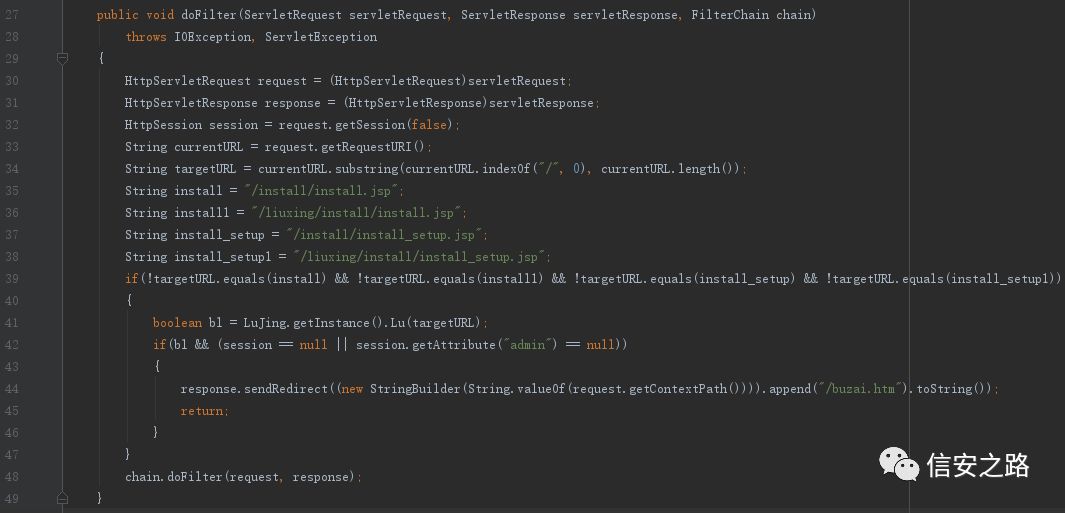 27 public void doFilter(ServletRequest servletRequest, ServletResponse servletResponse, FilterChain chain)
28 throws IOException, ServletException
29 {
30 HttpServletRequest request = (HttpServletRequest)servletRequest;
31 HttpServletResponse response = (HttpServletResponse)servletResponse;
32 HttpSession session = request.getSession(false);
33 String currentURL = request.getRequestURI();
34 String targetURL = currentURL.substring(currentURL.indexOf("/", 0), currentURL.length());
35 String install = "/install/install.jsp";
36 String install1 = "/liuxing/install/install.jsp";
37 String install_setup = "/install/install_setup.jsp";
38 String install_setup1 = "/liuxing/install/install_setup.jsp";
39 if(!targetURL.equals(install) && !targetURL.equals(install1) && !targetURL.equals(install_setup) && !targetURL.equals(install_setup1))
40 {
41 boolean bl = LuJing.getInstance().Lu(targetURL);
42 if(bl && (session == null || session.getAttribute("admin") == null))
43 {
44 response.sendRedirect((new StringBuilder(String.valueOf(request.getContextPath()))).append("/buzai.htm").toString());
45 return;
46 }
47 }
48 chain.doFilter(request, response);
49 }
信安之路